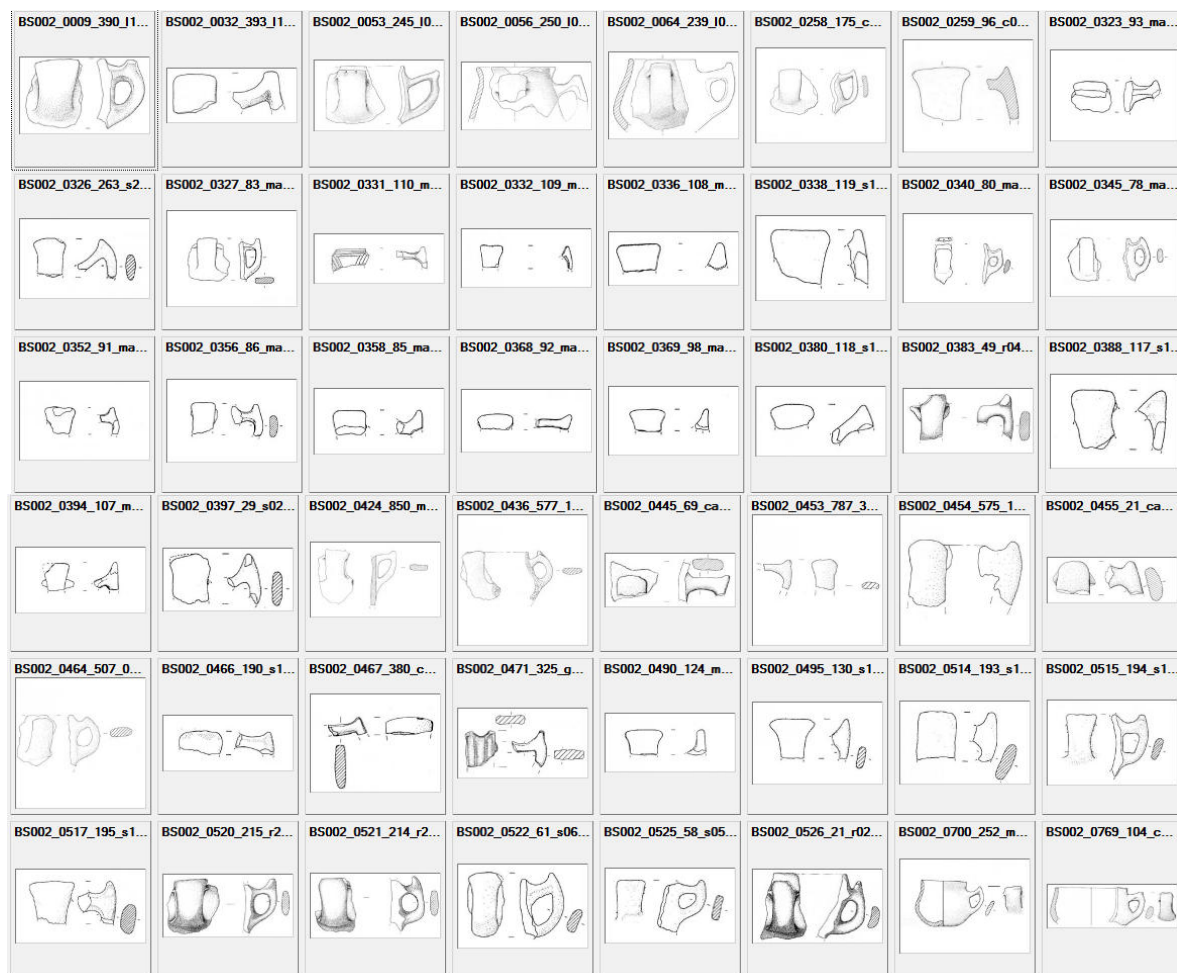 BS002_0009_390_l1...
BS002_0032_393_l1...
BS002_0053_245_l0...
BS002_0056_250_l0...
BS002_0064_239_l0...
BS002_0258_175_c...
BS002_0259_96_c0...
BS002_0323_93_ma...
BS002_0326_263_s2...
BS002_0327_83_ma...
BS002_0331_110_m...
BS002_0332_109_m...
BS002_0336_108_m...
BS002_0338_119_s1...
BS002_0340_80_ma...
BS002_0345_78_ma...
BS002_0352_91_ma...
BS002_0356_86_ma...
BS002_0358_85_ma...
BS002_0368_92_ma...
BS002_0369_98_ma...
BS002_0380_118_s1...
BS002_0383_49_r04...
BS002_0388_117_s1...
BS002_0394_107_m...
BS002_0397_29_s02...
BS002_0424_850_m...
BS002_0436_577_1...
BS002_0445_69_ca...
BS002_0453_787_3...
BS002_0454_575_1...
BS002_0455_21_ca...
BS002_0464_507_0...
BS002_0466_190_s1...
BS002_0467_380_c...
BS002_0471_325_g...
BS002_0490_124_m...
BS002_0495_130_s1...
BS002_0514_193_s1...
BS002_0515_194_s1...
BS002_0517_195_s1...
BS002_0520_215_r2...
BS002_0521_214_r2...
BS002_0522_61_s06...
BS002_0525_58_s05...
BS002_0526_21_r02...
BS002_0700_252_m...
BS002_0769_104_c...